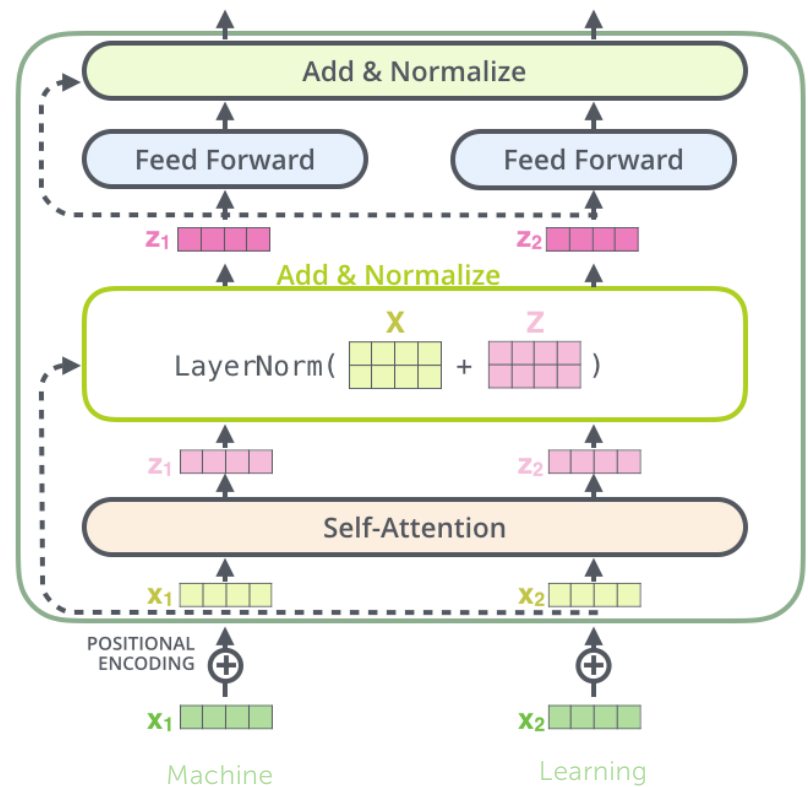 Add & Normalize
Feed Forward Feed Forward
z1 z2
Add & Normalize
X Z
LayerNorm( + )
z1 z2
Self-Attention
x1 x2
POSITIONAL
ENCODING
x1 x2
Machine Learning